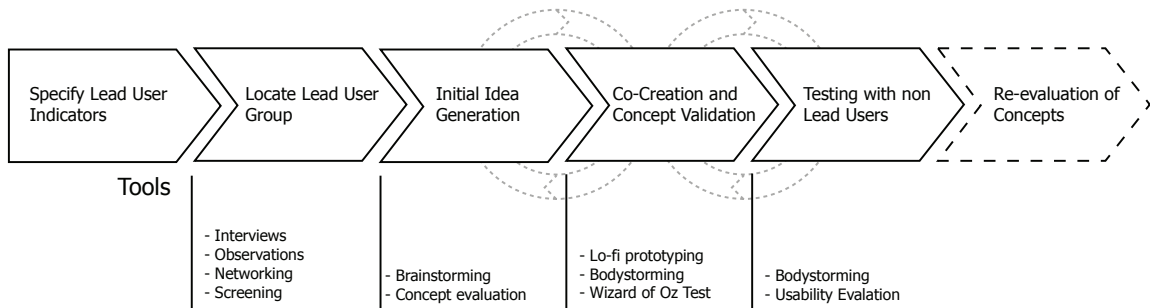 Specify Lead User
Indicators
Locate Lead User
Group
Initial Idea
Generation
Co-Creation and
Concept Validation
Testing with non
Lead Users
Re-evaluation of
Concepts
Tools
- Interviews
- Observations
- Networking
- Screening
- Brainstorming
- Concept evaluation
- Lo-fi prototyping
- Bodystorming
- Wizard of Oz Test
- Bodystorming
- Usability Evalation